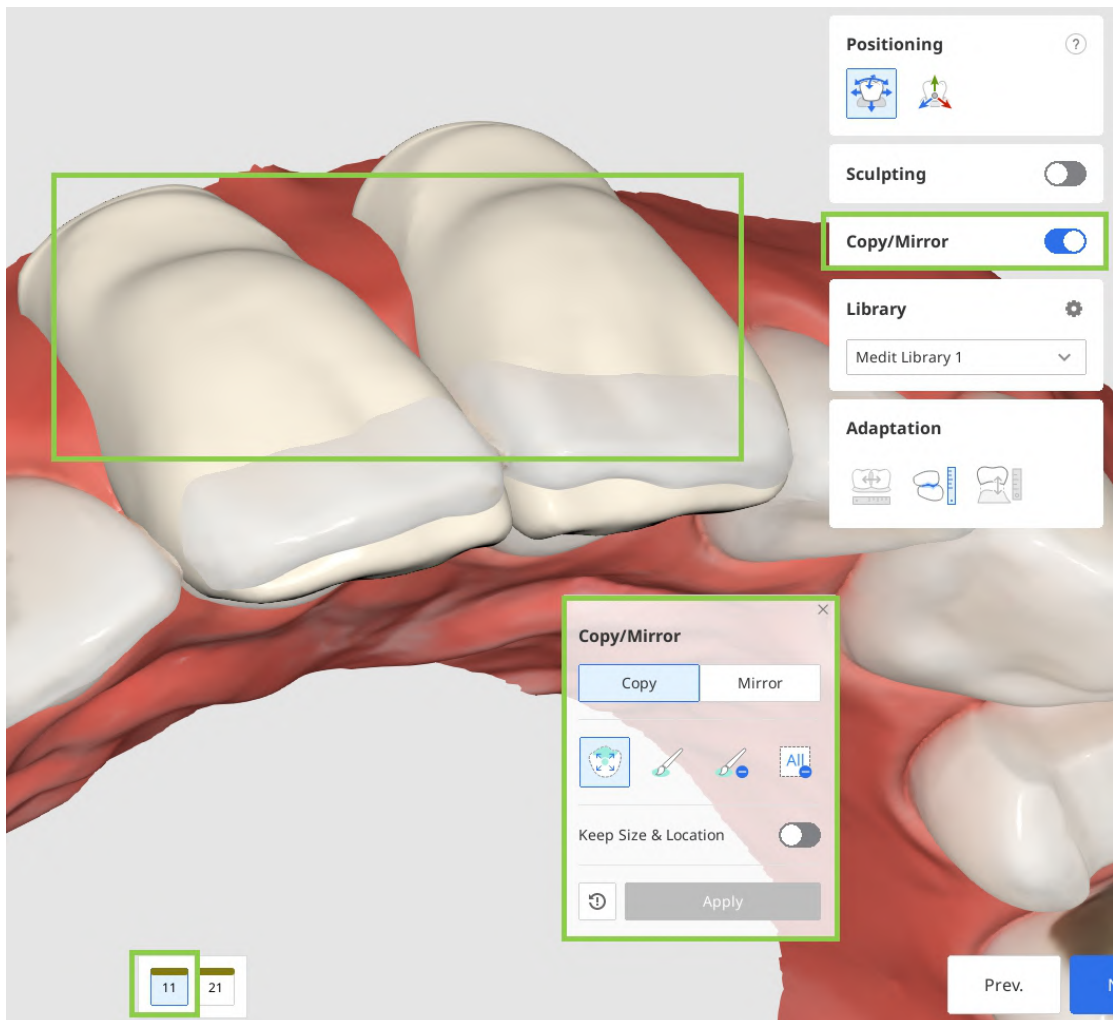 Positioning
?
Sculpting
Copy/Mirror
Library
Medit Library 1
Adaptation
Copy/Mirror
Copy Mirror
All
Keep Size & Location
Apply
11 21
Prev.